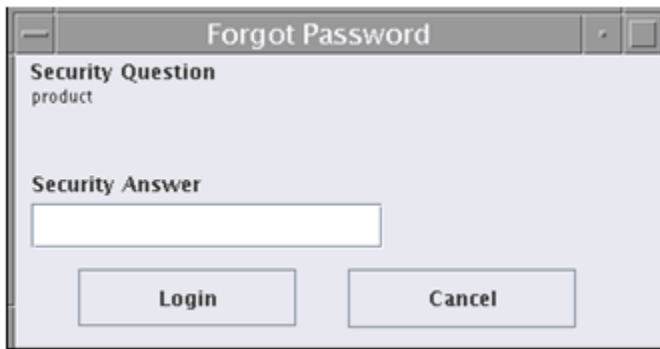 Forgot Password
Security Question
product
Security Answer
Login
Cancel